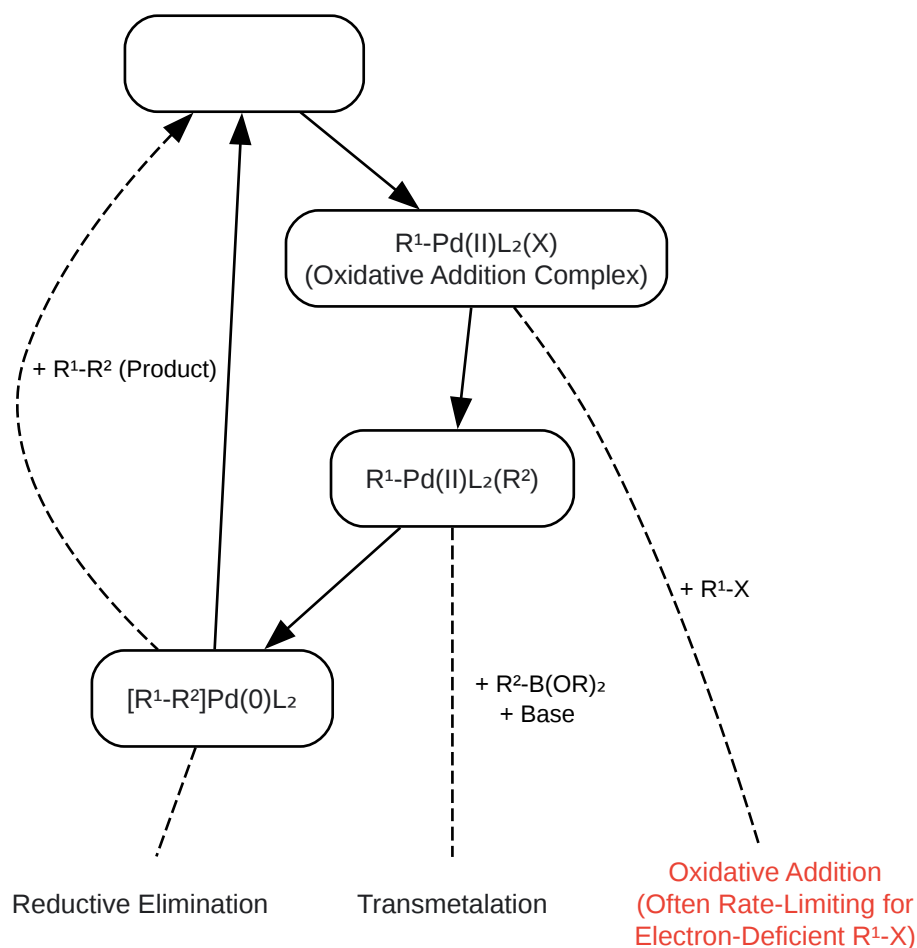 R¹-Pd(II)L₂(X)
(Oxidative Addition Complex)
+ R¹-R² (Product)
R¹-Pd(II)L₂(R²)
+ R¹-X
[R¹-R²]Pd(0)L₂
+ R²-B(OR)₂
+ Base
Reductive Elimination
Transmetalation
Oxidative Addition
(Often Rate-Limiting for
Electron-Deficient R¹-X)